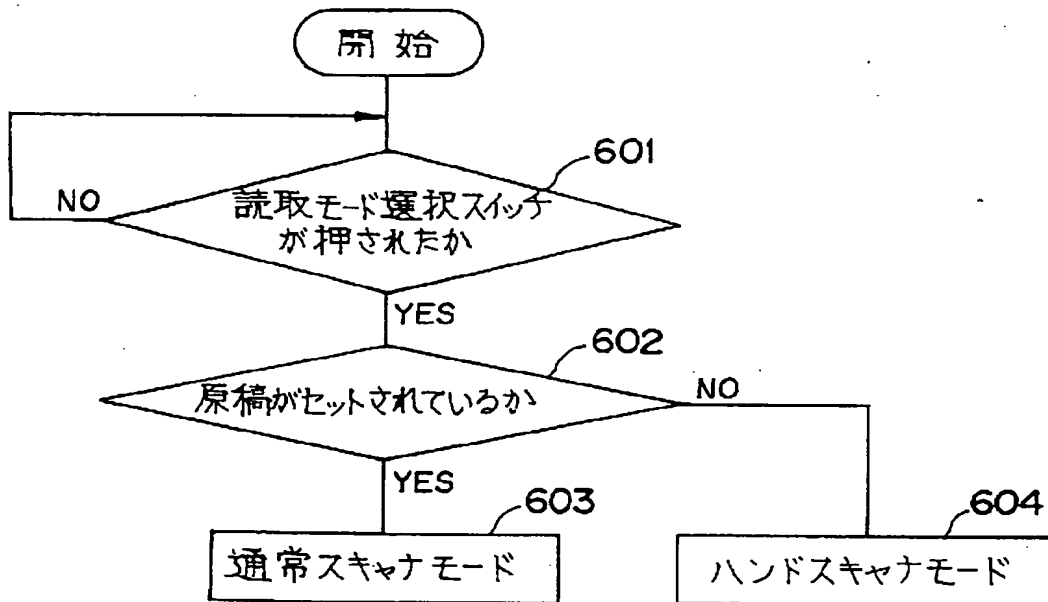 開始
601
読取モード選択スイッチ
が押されたか
NO
YES
602
原稿がセットされているか
NO
YES
603
通常スキャナモード
604
ハンドスキャナモード